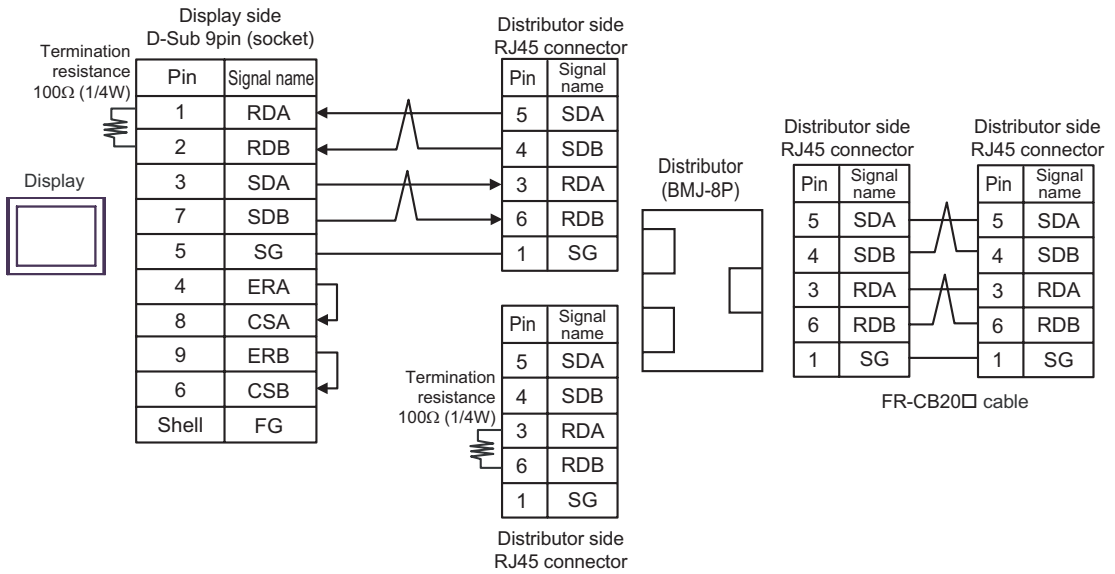 Display side
D-Sub 9pin (socket)
Termination
resistance
100Ω (1/4W)
Pin Signal name
1 RDA
2 RDB
3 SDA
7 SDB
5 SG
4 ERA
8 CSA
9 ERB
6 CSB
Shell FG
Display
Distributor side
RJ45 connector
Pin Signal
name
5 SDA
4 SDB
3 RDA
6 RDB
1 SG
Termination
resistance
100Ω (1/4W)
Pin Signal
name
5 SDA
4 SDB
3 RDA
6 RDB
1 SG
Distributor side
RJ45 connector
Distributor
(BMJ-8P)
Distributor side
RJ45 connector
Pin Signal
name
5 SDA
4 SDB
3 RDA
6 RDB
1 SG
Distributor side
RJ45 connector
Pin Signal
name
5 SDA
4 SDB
3 RDA
6 RDB
1 SG
FR-CB20□ cable